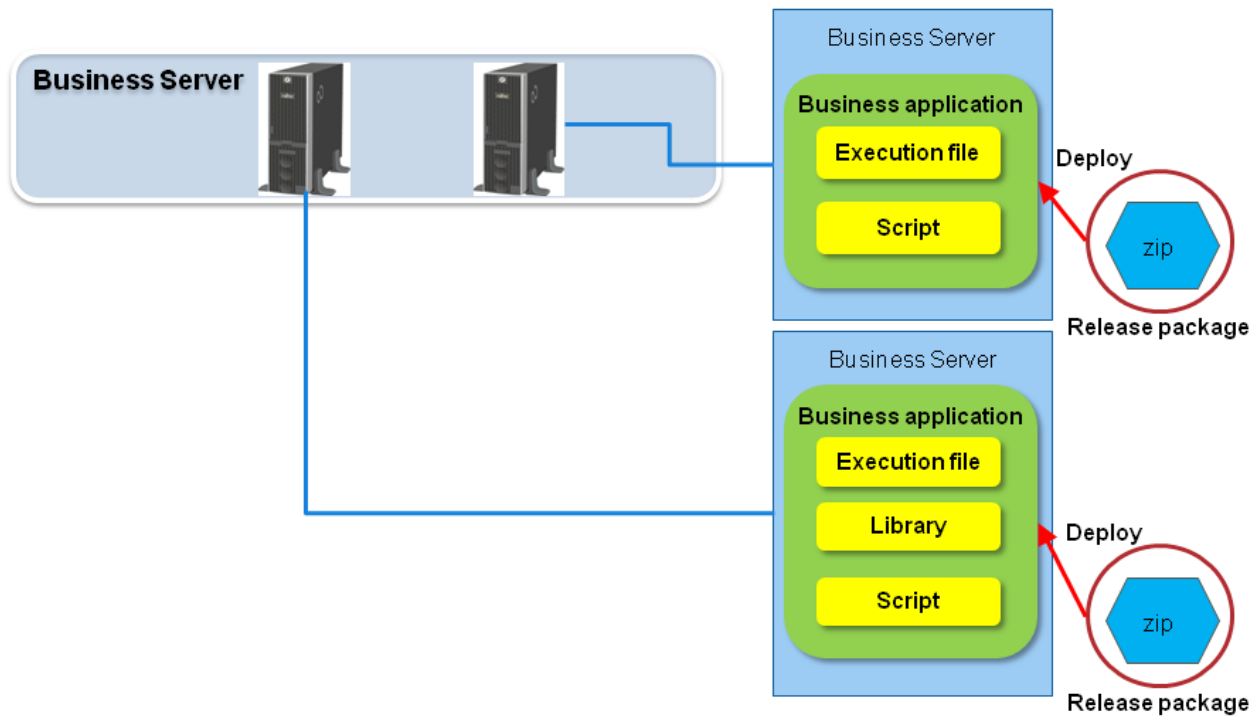 Business Server
Business Server
Business application
Execution file
Script
Deploy
zip
Release package
Business Server
Business application
Execution file
Library
Script
Deploy
zip
Release package